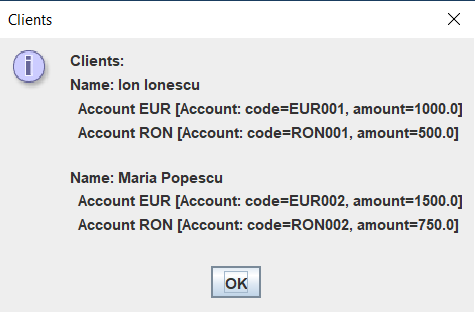 Clients
Clients:
Name: Ion Ionescu
Account EUR [Account: code=EUR001, amount=1000.0]
Account RON [Account: code=RON001, amount=500.0]
Name: Maria Popescu
Account EUR [Account: code=EUR002, amount=1500.0]
Account RON [Account: code=RON002, amount=750.0]
OK